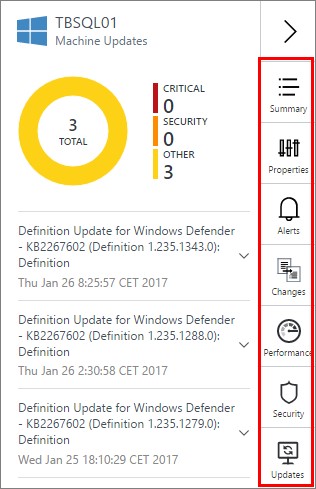 TBSQL01
Machine Updates
3
TOTAL
CRITICAL
0
SECURITY
0
OTHER
3
Definition Update for Windows Defender
- KB2267602 (Definition 1.235.1343.0):
Definition
Thu Jan 26 8:25:57 CET 2017
Definition Update for Windows Defender
- KB2267602 (Definition 1.235.1288.0):
Definition
Thu Jan 26 2:30:58 CET 2017
Definition Update for Windows Defender
- KB2267602 (Definition 1.235.1279.0):
Definition
Wed Jan 25 18:10:29 CET 2017
Summary
Properties
Alerts
Changes
Performance
Security
Updates